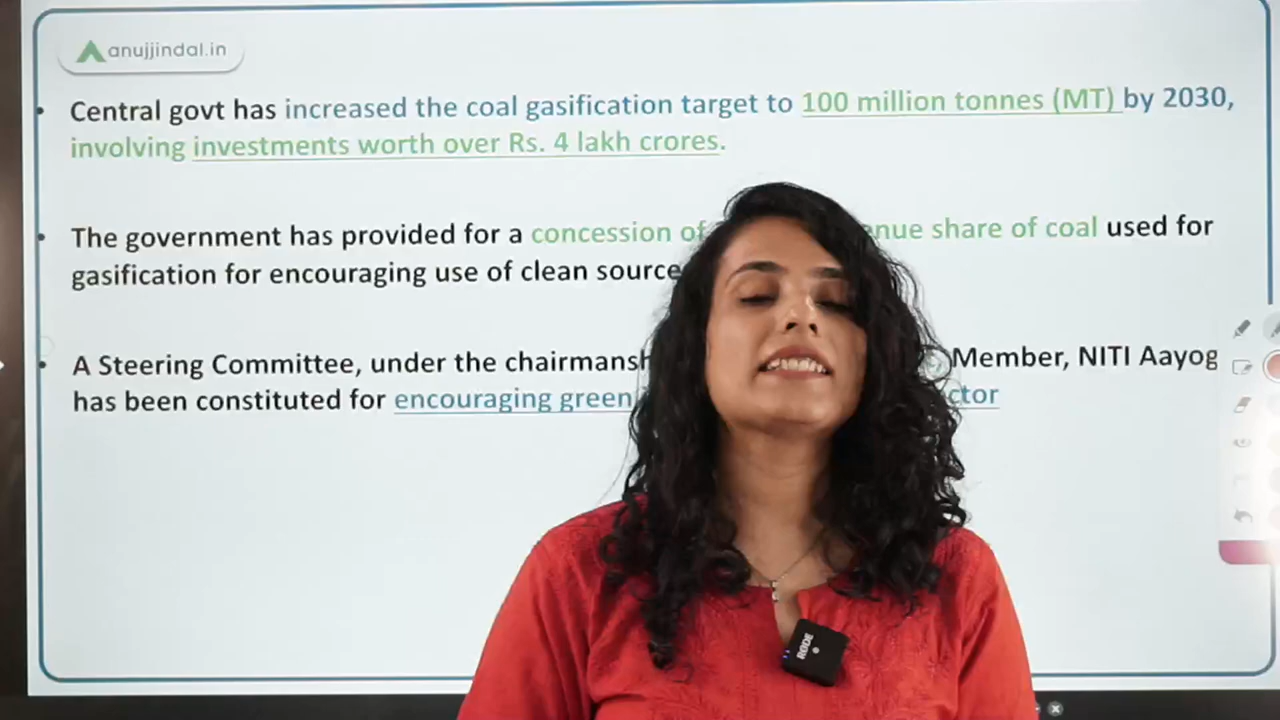 anujjindal.in
Central govt has increased the coal gasification target to 100 million tonnes (MT) by 2030,
involving investments worth over Rs. 4 lakh crores.
The government has provided for a concession of enue share of coal used for
gasification for encouraging use of clean source
A Steering Committee, under the chairmansh Member, NITI Aayog
has been constituted for encouraging green ctor
RØDE